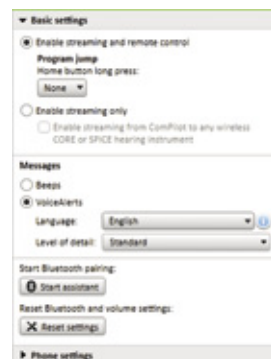 Basic settings
Enable streaming and remote control
Program jump
Home button long press:
None
Enable streaming only
Enable streaming from ComPilot to any wireless
CORE or SPICE hearing instrument
Messages
Beeps
VoiceAlerts
Language: English
Level of detail: Standard
Start Bluetooth pairing:
Start assistant
Reset Bluetooth and volume settings:
Reset settings
Phone settings